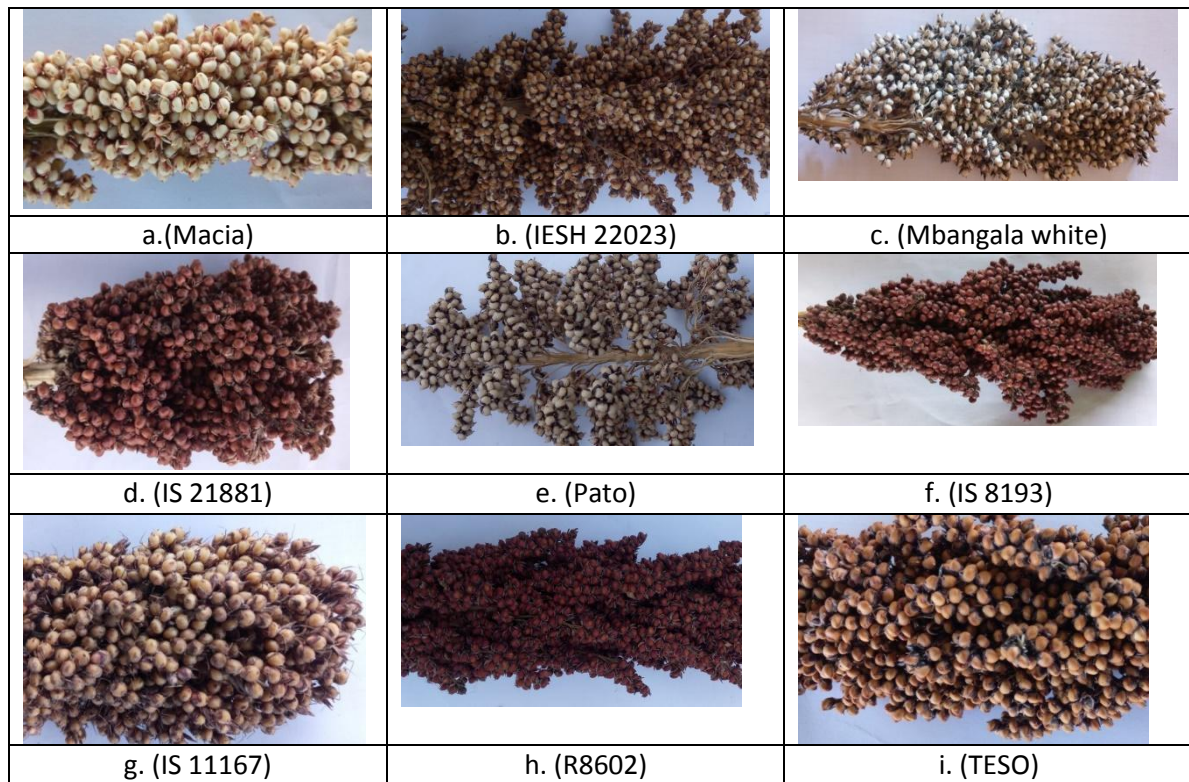 a.(Macia)
b. (IESH 22023)
c. (Mbangala white)
d. (IS 21881)
e. (Pato)
f. (IS 8193)
g. (IS 11167)
h. (R8602)
i. (TESO)